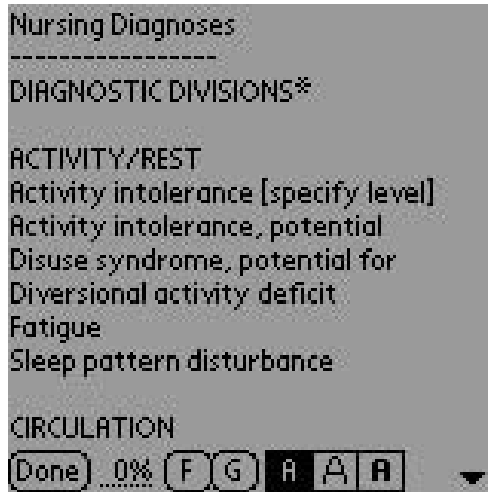 Nursing Diagnoses
-----------------
DIAGNOSTIC DIVISIONS*
ACTIVITY/REST
Activity intolerance [specify level]
Activity intolerance, potential
Disuse syndrome, potential for
Diversional activity deficit
Fatigue
Sleep pattern disturbance
CIRCULATION
Done 0% F G A A A